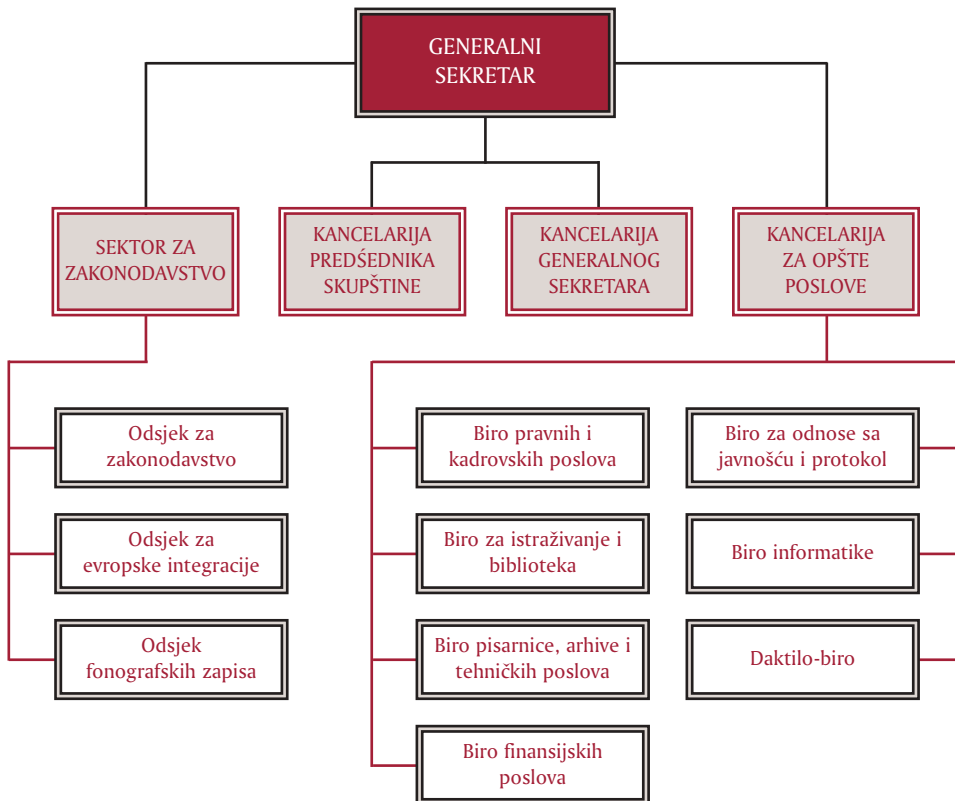 GENERALNI
SEKRETAR
SEKTOR ZA
ZAKONODAVSTVO
KANCELARIJA
PREDŚEDNIKA
SKUPŠTINE
KANCELARIJA
GENERALNOG
SEKRETARA
KANCELARIJA
ZA OPŠTE
POSLOVE
Odsjek za
zakonodavstvo
Odsjek za
evropske integracije
Odsjek
fonografskih zapisa
Biro pravnih i
kadrovskih poslova
Biro za istraživanje i
biblioteka
Biro pisarnice, arhive i
tehničkih poslova
Biro finansijskih
poslova
Biro za odnose sa
javnošću i protokol
Biro informatike
Daktilo-biro